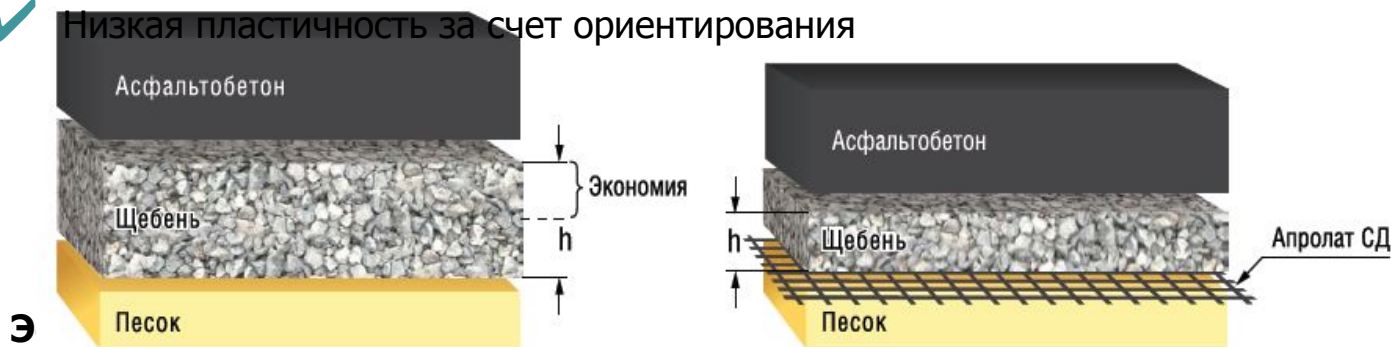 Низкая пластичность за счет ориентирования
Асфальтобетон
Щебень
Песок
Экономия
h
Э
Асфальтобетон
Щебень
Песок
h
Апролат СД